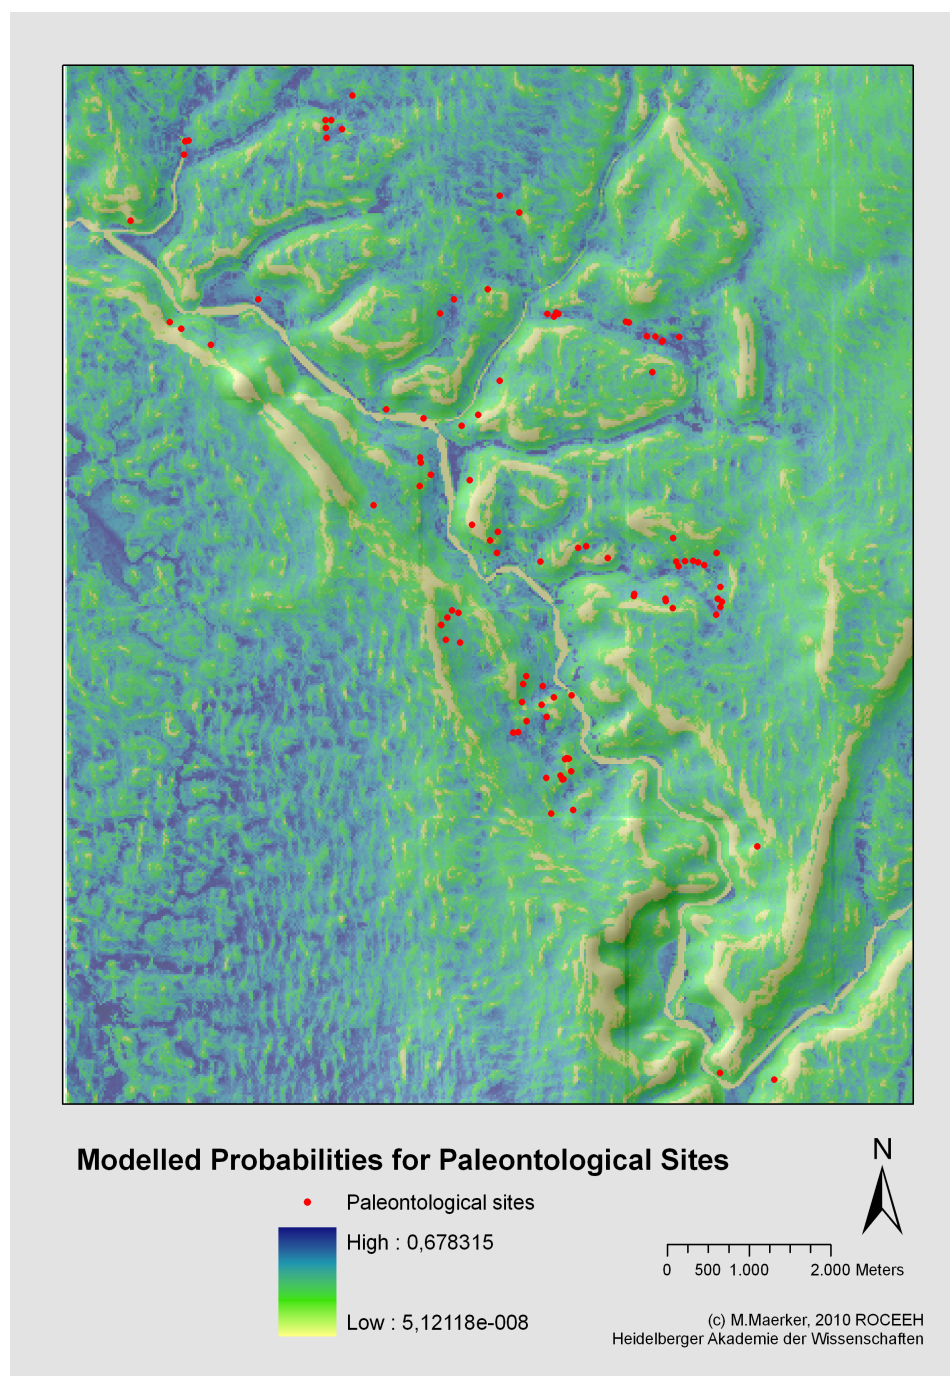 Modelled Probabilities for Paleontological Sites
Paleontological sites
High : 0,678315
Low : 5,12118e-008
N
0 500 1.000 2.000 Meters
(c) M.Maerker, 2010 ROCEEH
Heidelberger Akademie der Wissenschaften